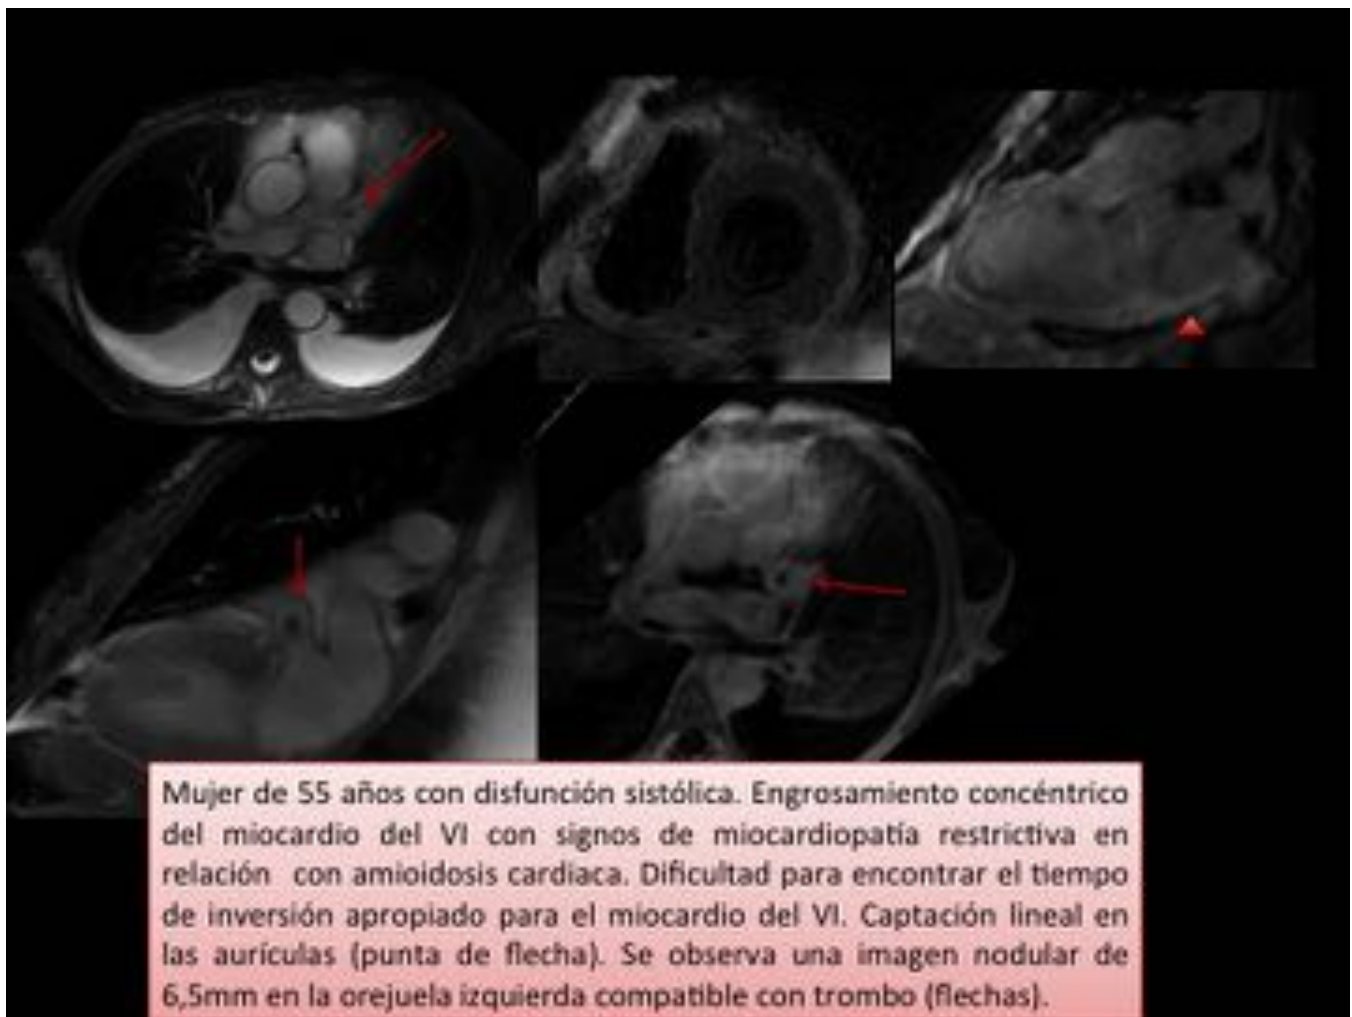 Mujer de 55 años con disfunción sistólica. Engrosamiento concéntrico
del miocardio del VI con signos de miocardiopatía restrictiva en
relación con amioidosis cardiaca. Dificultad para encontrar el tiempo
de inversión apropiado para el miocardio del VI. Captación lineal en
las aurículas (punta de flecha). Se observa una imagen nodular de
6,5mm en la orejuela izquierda compatible con trombo (flechas).